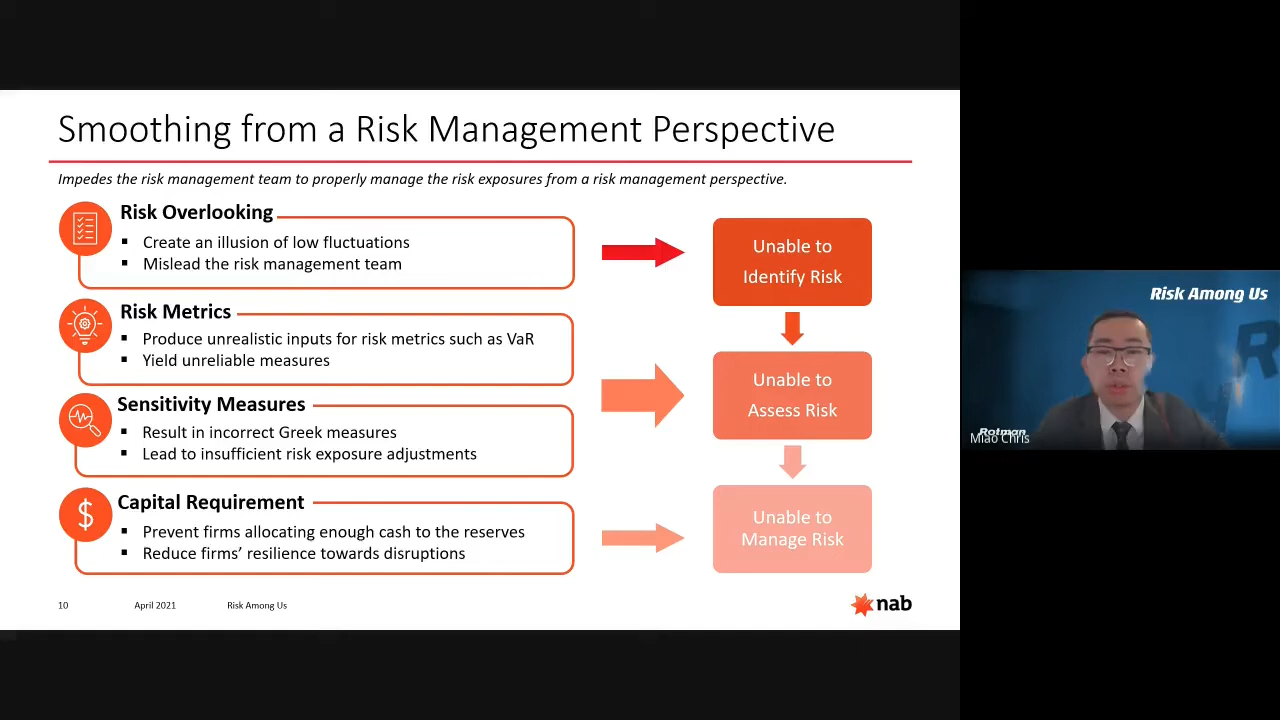 Smoothing from a Risk Management Perspective
Impedes the risk management team to properly manage the risk exposures from a risk management perspective.
Risk Overlooking
▪ Create an illusion of low fluctuations
▪ Mislead the risk management team
Risk Metrics
▪ Produce unrealistic inputs for risk metrics such as VaR
▪ Yield unreliable measures
Sensitivity Measures
▪ Result in incorrect Greek measures
▪ Lead to insufficient risk exposure adjustments
Capital Requirement
$
▪ Prevent firms allocating enough cash to the reserves
▪ Reduce firms’ resilience towards disruptions
Unable to
Identify Risk
Unable to
Assess Risk
Unable to
Manage Risk
10 April 2021 Risk Among Us
nab
Risk Among Us
R
Rotman
Miao Chris